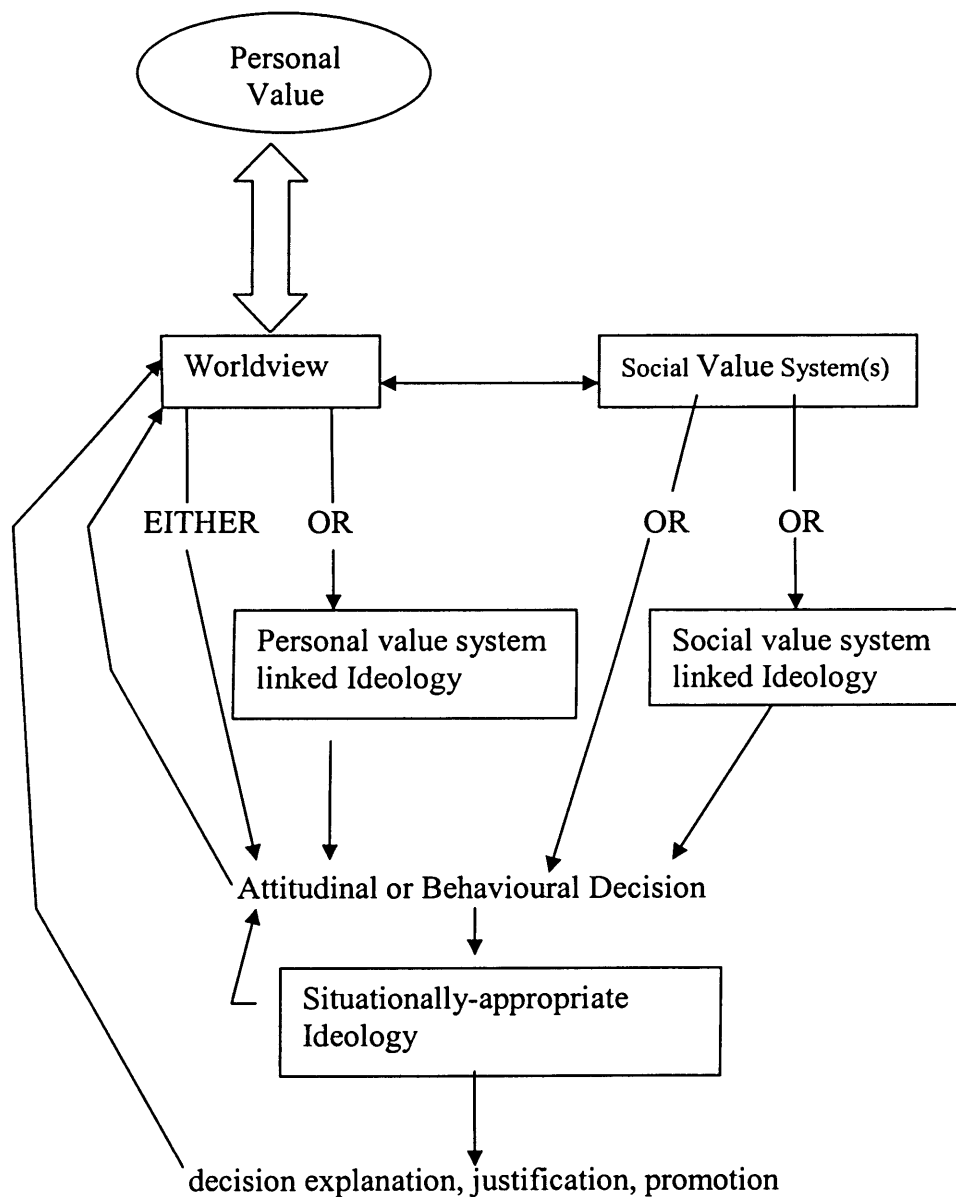 Personal
Value
Worldview
Social Value System(s)
EITHER
OR
OR
OR
Personal value system
linked Ideology
Social value system
linked Ideology
Attitudinal or Behavioural Decision
Situationally-appropriate
Ideology
decision explanation, justification, promotion